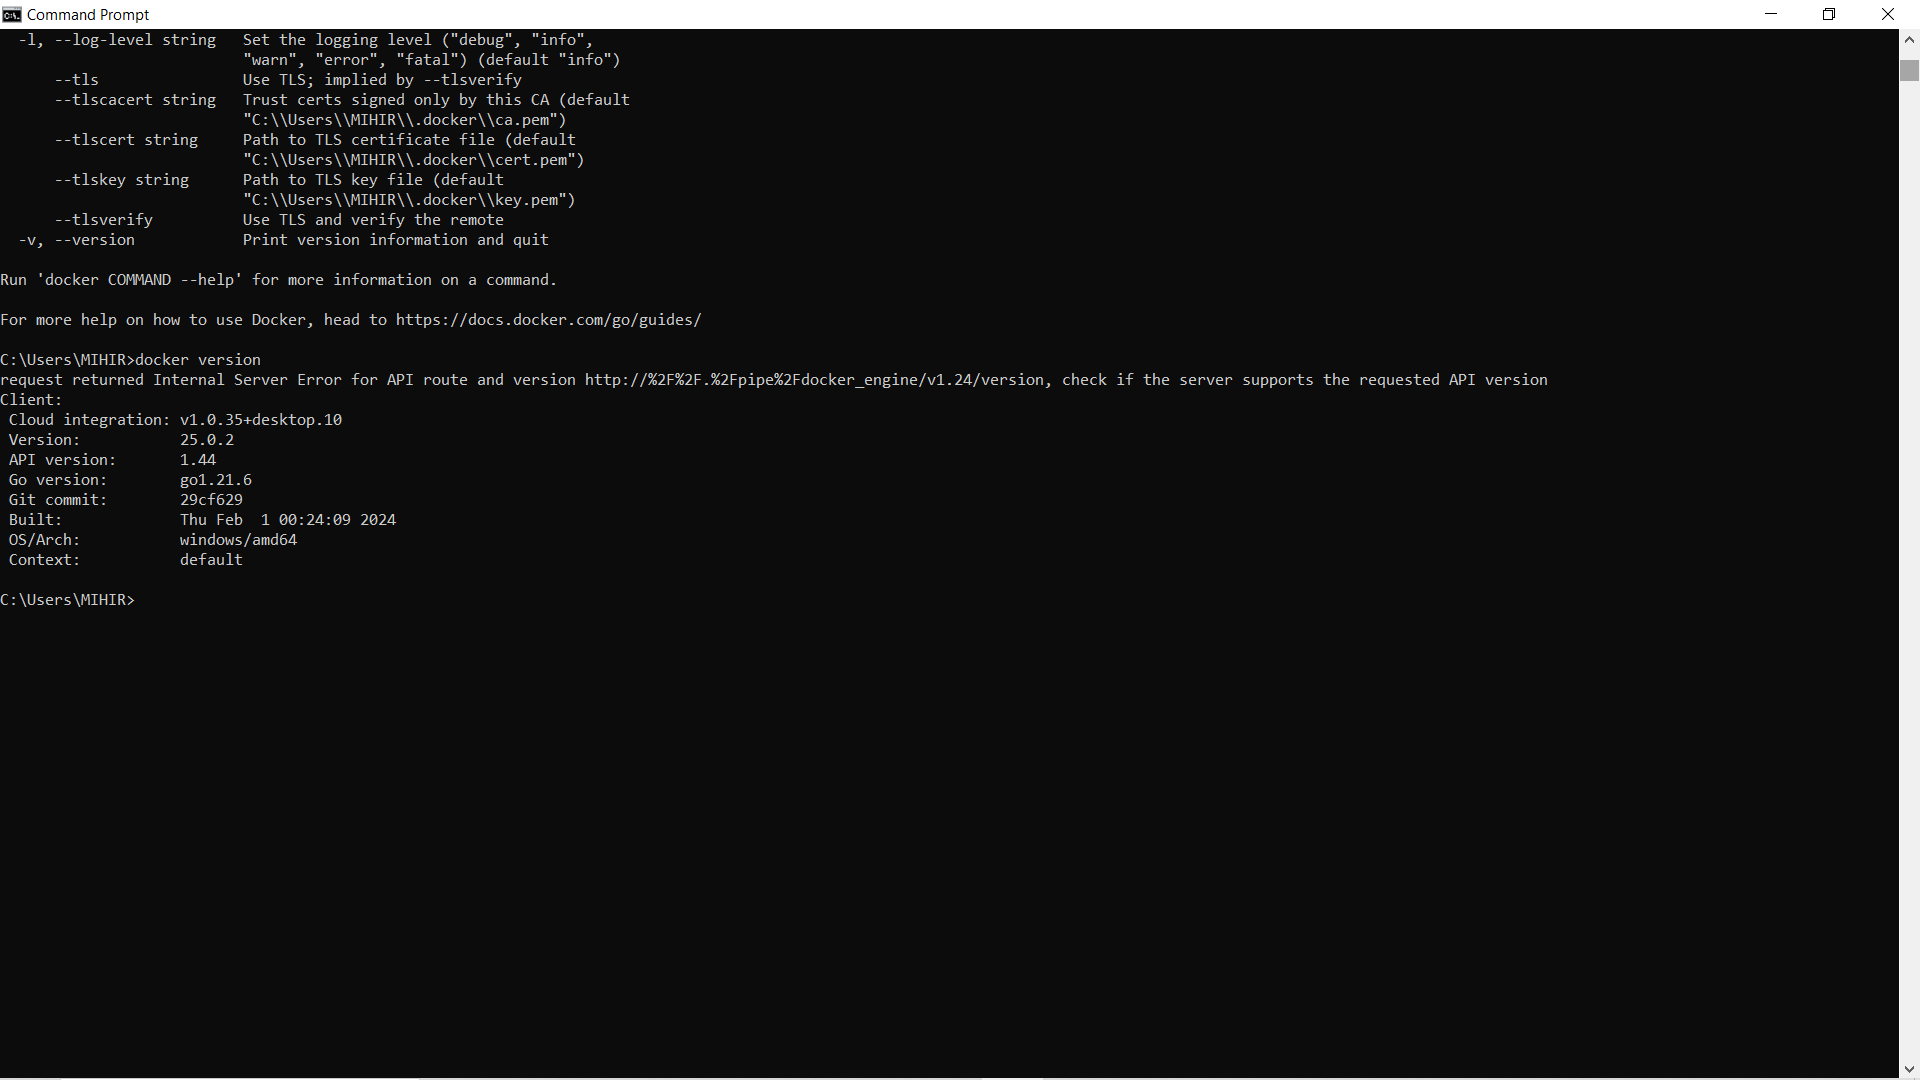 Command Prompt
-l, --log-level string   Set the logging level ("debug", "info",
"warn", "error", "fatal") (default "info")
--tls                Use TLS; implied by --tlsverify
--tlscacert string   Trust certs signed only by this CA (default
"C:\\Users\\MIHIR\\.docker\\ca.pem")
--tlscert string     Path to TLS certificate file (default
"C:\\Users\\MIHIR\\.docker\\cert.pem")
--tlskey string      Path to TLS key file (default
"C:\\Users\\MIHIR\\.docker\\key.pem")
--tlsverify          Use TLS and verify the remote
-v, --version            Print version information and quit
Run 'docker COMMAND --help' for more information on a command.
For more help on how to use Docker, head to https://docs.docker.com/go/guides/
C:\Users\MIHIR>docker version
request returned Internal Server Error for API route and version http://%2F%2F.%2Fpipe%2Fdocker_engine/v1.24/version, check if the server supports the requested API version
Client:
Cloud integration: v1.0.35+desktop.10
Version:           25.0.2
API version:       1.44
Go version:        go1.21.6
Git commit:        29cf629
Built:             Thu Feb  1 00:24:09 2024
OS/Arch:           windows/amd64
Context:           default
C:\Users\MIHIR>